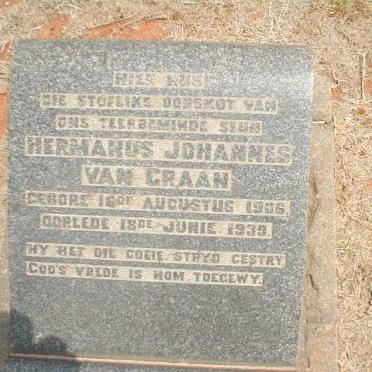 HIER RUS
DIE STOFLIKE OORSKOT VAN
ONS TEERBEMINDE SEUN
HERMANUS JOHANNES
VAN GRAAN
GEBORE 18DE AUGUSTUS 1906
OORLEDE 18DE JUNIE 1939
HY HET DIE GOEIE STRYD GESTRY
GOD'S VREDE IS HOM TOEGEWY.